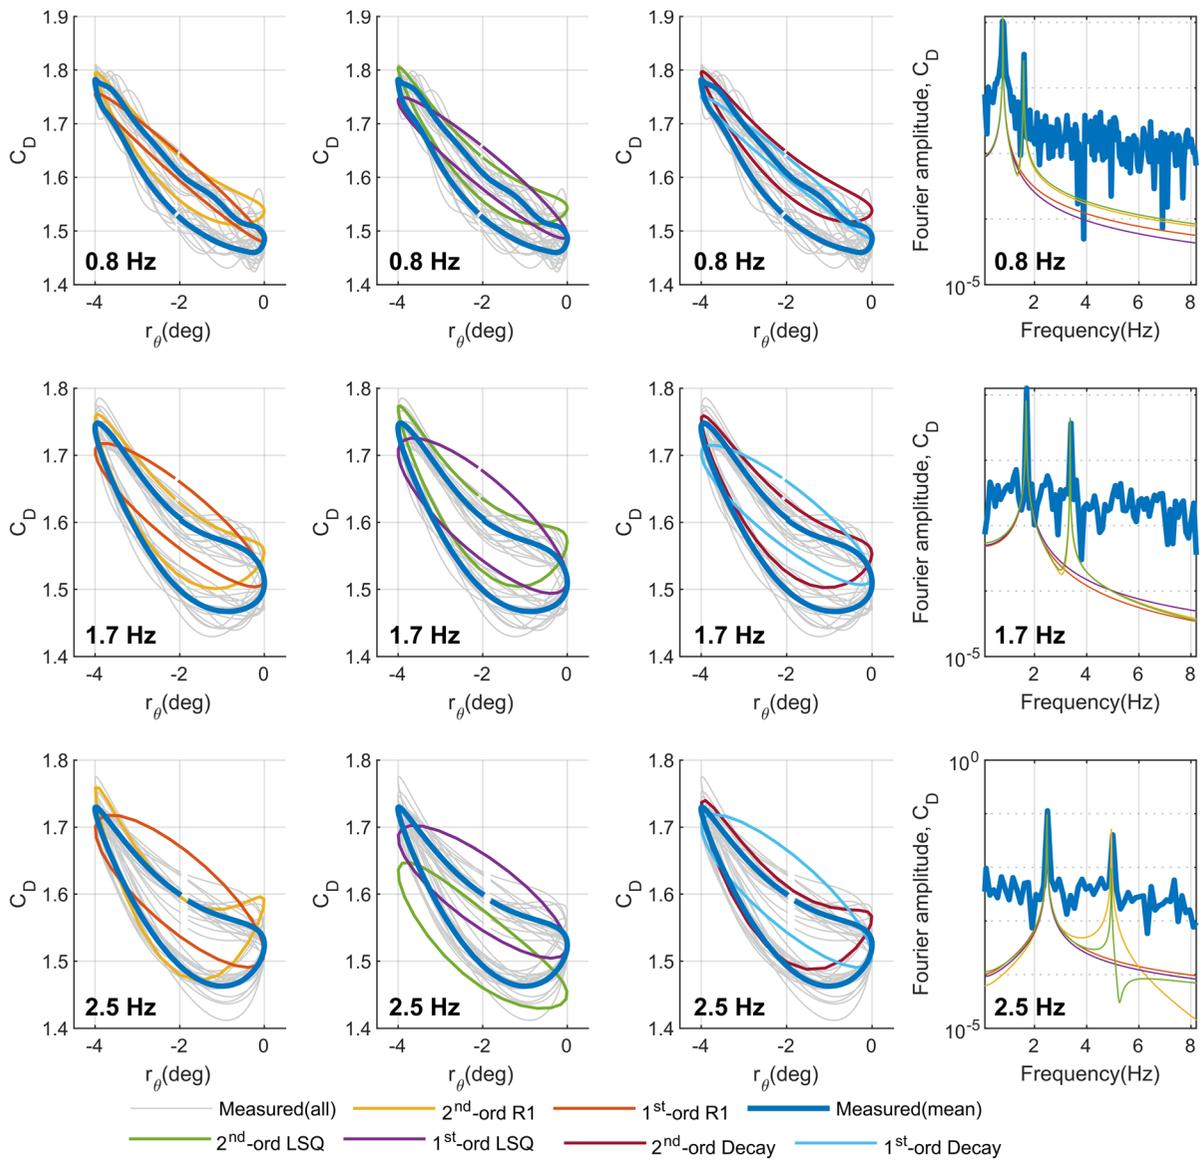 1.9
1.8
1.7
1.6
1.5
1.4
C_D
0.8 Hz
-4 -2 0
r_θ(deg)
1.9
1.8
1.7
1.6
1.5
1.4
C_D
0.8 Hz
-4 -2 0
r_θ(deg)
1.9
1.8
1.7
1.6
1.5
1.4
C_D
0.8 Hz
-4 -2 0
r_θ(deg)
Fourier amplitude, C_D
10^-5
0.8 Hz
2 4 6 8
Frequency(Hz)
1.8
1.7
1.6
1.5
1.4
C_D
1.7 Hz
-4 -2 0
r_θ(deg)
1.8
1.7
1.6
1.5
1.4
C_D
1.7 Hz
-4 -2 0
r_θ(deg)
1.8
1.7
1.6
1.5
1.4
C_D
1.7 Hz
-4 -2 0
r_θ(deg)
Fourier amplitude, C_D
10^-5
1.7 Hz
2 4 6 8
Frequency(Hz)
1.8
1.7
1.6
1.5
1.4
C_D
2.5 Hz
-4 -2 0
r_θ(deg)
1.8
1.7
1.6
1.5
1.4
C_D
2.5 Hz
-4 -2 0
r_θ(deg)
1.8
1.7
1.6
1.5
1.4
C_D
2.5 Hz
-4 -2 0
r_θ(deg)
10^0
Fourier amplitude, C_D
10^-5
2.5 Hz
2 4 6 8
Frequency(Hz)
Measured(all) 2^nd-ord R1 1^st-ord R1 Measured(mean)
2^nd-ord LSQ 1^st-ord LSQ 2^nd-ord Decay 1^st-ord Decay